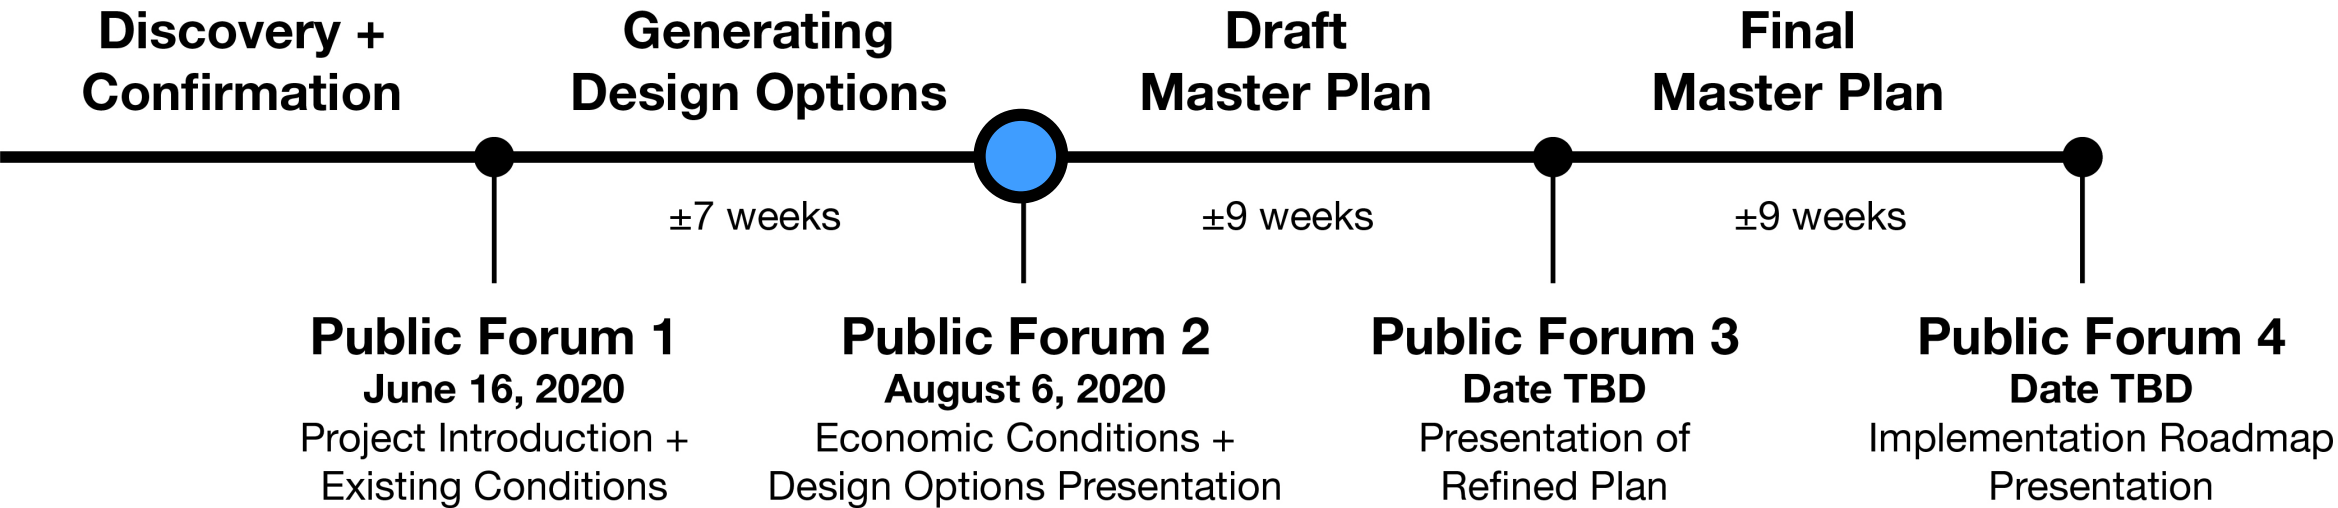 Discovery +
Confirmation
Generating
Design Options
Draft
Master Plan
Final
Master Plan
±7 weeks
±9 weeks
±9 weeks
Public Forum 1
June 16, 2020
Project Introduction +
Existing Conditions
Public Forum 2
August 6, 2020
Economic Conditions +
Design Options Presentation
Public Forum 3
Date TBD
Presentation of
Refined Plan
Public Forum 4
Date TBD
Implementation Roadmap
Presentation